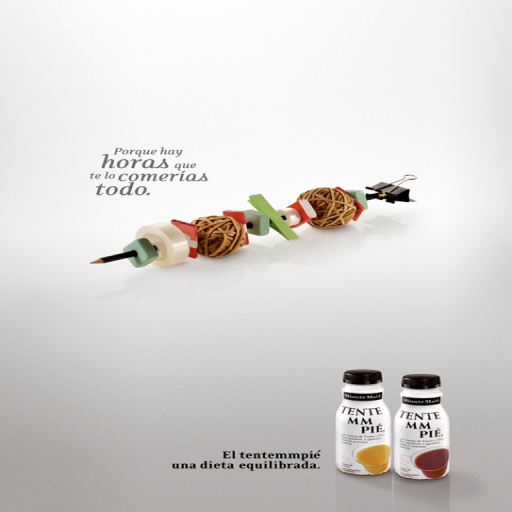 Porque hay
horas que
te lo comerías
todo.
Minute Maid
TENTE
MM
PIÉ.
Minute Maid
TENTE
MM
PIÉ.
El tentemmpié
una dieta equilibrada.